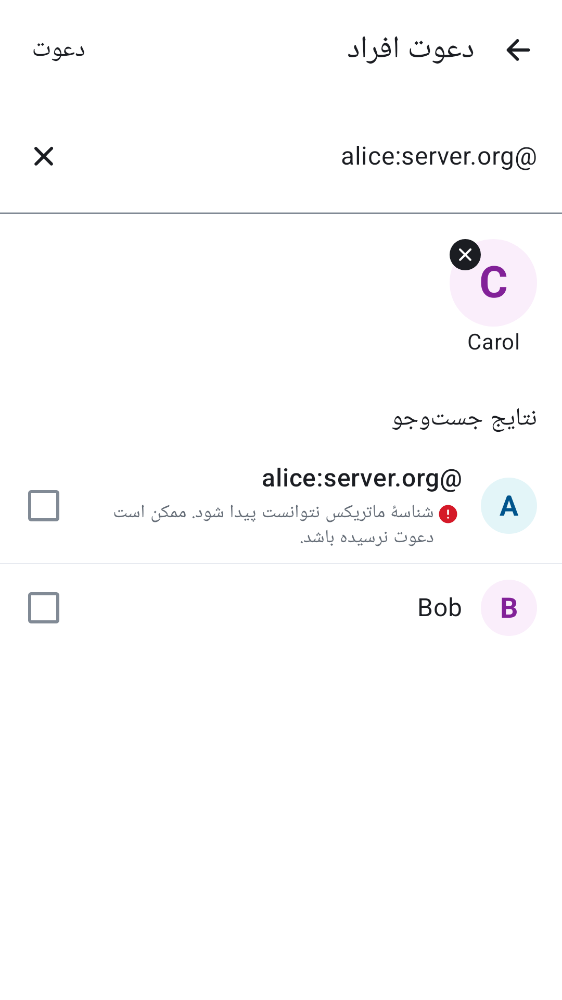 دعوت افراد
دعوت
@alice:server.org
C
Carol
نتایج جست‌وجو
A
@alice:server.org
شناسهٔ ماتریکس نتوانست پیدا شود. ممکن است
دعوت نرسیده باشد.
B
Bob